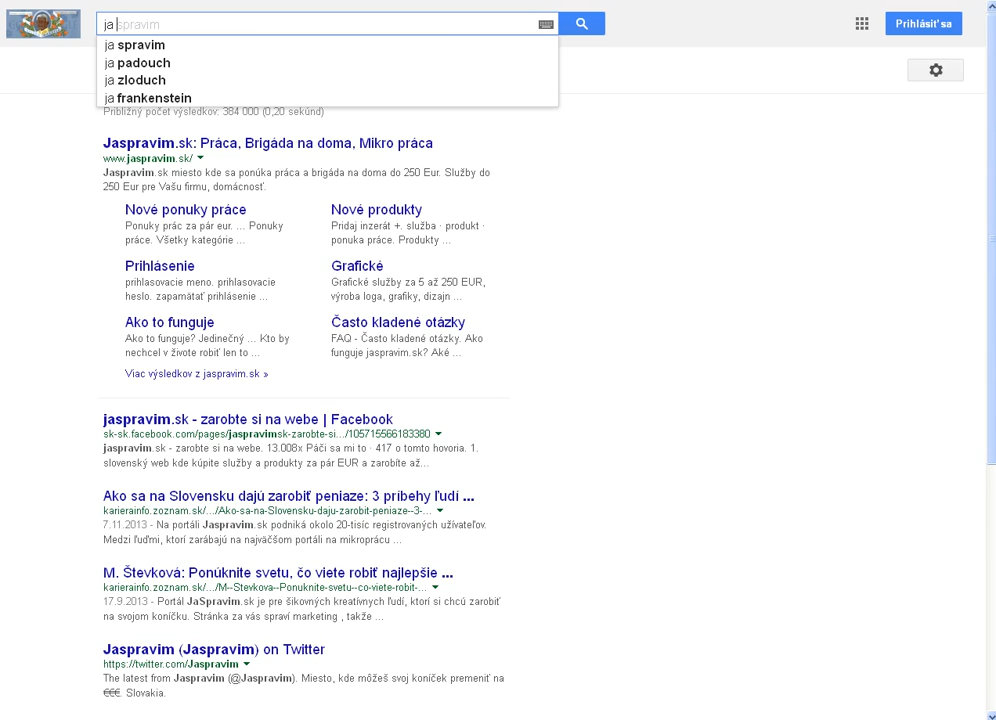 ja spravim
Prihlásiť sa
ja spravim
ja padouch
ja zloduch
ja frankenstein
Približný počet výsledkov: 384 000 (0,20 sekúnd)
Jaspravim.sk: Práca, Brigáda na doma, Mikro práca
www.jaspravim.sk/
Jaspravim.sk miesto kde sa ponúka práca a brigáda na doma do 250 Eur. Služby do
250 Eur pre Vašu firmu, domácnosť.
Nové ponuky práce
Ponuky prác za pár eur. ... Ponuky
práce. Všetky kategórie ...
Nové produkty
Pridaj inzerát +. služba · produkt ·
ponuka práce. Produkty ...
Prihlásenie
prihlasovacie meno. prihlasovacie
heslo. zapamätať prihlásenie ...
Grafické
Grafické služby za 5 až 250 EUR,
výroba loga, grafiky, dizajn ...
Ako to funguje
Ako to funguje? Jedinečný ... Kto by
nechcel v živote robiť len to ...
Často kladené otázky
FAQ - Často kladené otázky. Ako
funguje jaspravim.sk? Aké ...
Viac výsledkov z jaspravim.sk »
jaspravim.sk - zarobte si na webe | Facebook
sk-sk.facebook.com/pages/jaspravimsk-zarobte-si.../105715566183380
jaspravim.sk - zarobte si na webe. 13.008x Páči sa mi to · 417 o tomto hovoria. 1.
slovenský web kde kúpite služby a produkty za pár EUR a zarobíte až...
Ako sa na Slovensku dajú zarobiť peniaze: 3 príbehy ľudí ...
karierainfo.zoznam.sk/.../Ako-sa-na-Slovensku-daju-zarobit-peniaze--3-...
7.11.2013 - Na portáli Jaspravim.sk podniká okolo 20-tisíc registrovaných užívateľov.
Medzi ľuďmi, ktorí zarábajú na najväčšom portáli na mikroprácu ...
M. Števková: Ponúknite svetu, čo viete robiť najlepšie ...
karierainfo.zoznam.sk/.../M--Stevkova--Ponuknite-svetu--co-viete-robit-...
17.9.2013 - Portál JaSpravim.sk je pre šikovných kreatívnych ľudí, ktorí si chcú zarobiť
na svojom koníčku. Stránka za vás spraví marketing , takže ...
Jaspravim (Jaspravim) on Twitter
https://twitter.com/Jaspravim
The latest from Jaspravim (@Jaspravim). Miesto, kde môžeš svoj koníček premeniť na
€€€. Slovakia.